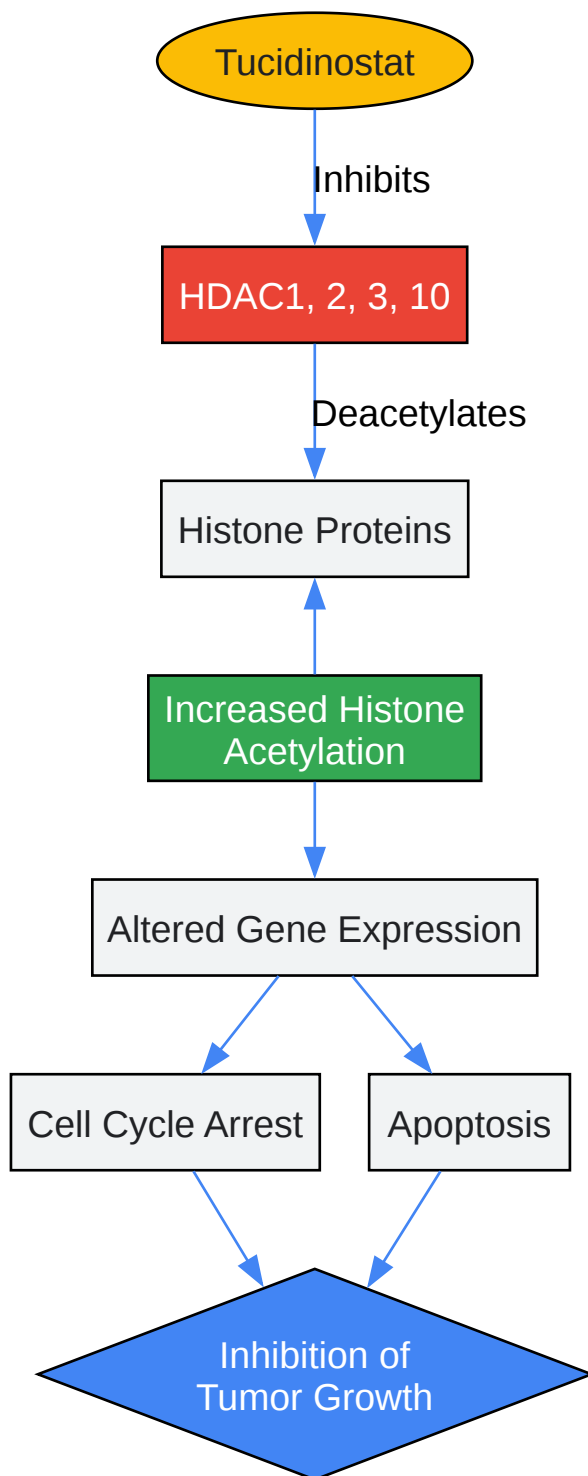 Tucidinostat
Inhibits
HDAC1, 2, 3, 10
Deacetylates
Histone Proteins
Increased Histone
Acetylation
Altered Gene Expression
Cell Cycle Arrest
Apoptosis
Inhibition of
Tumor Growth